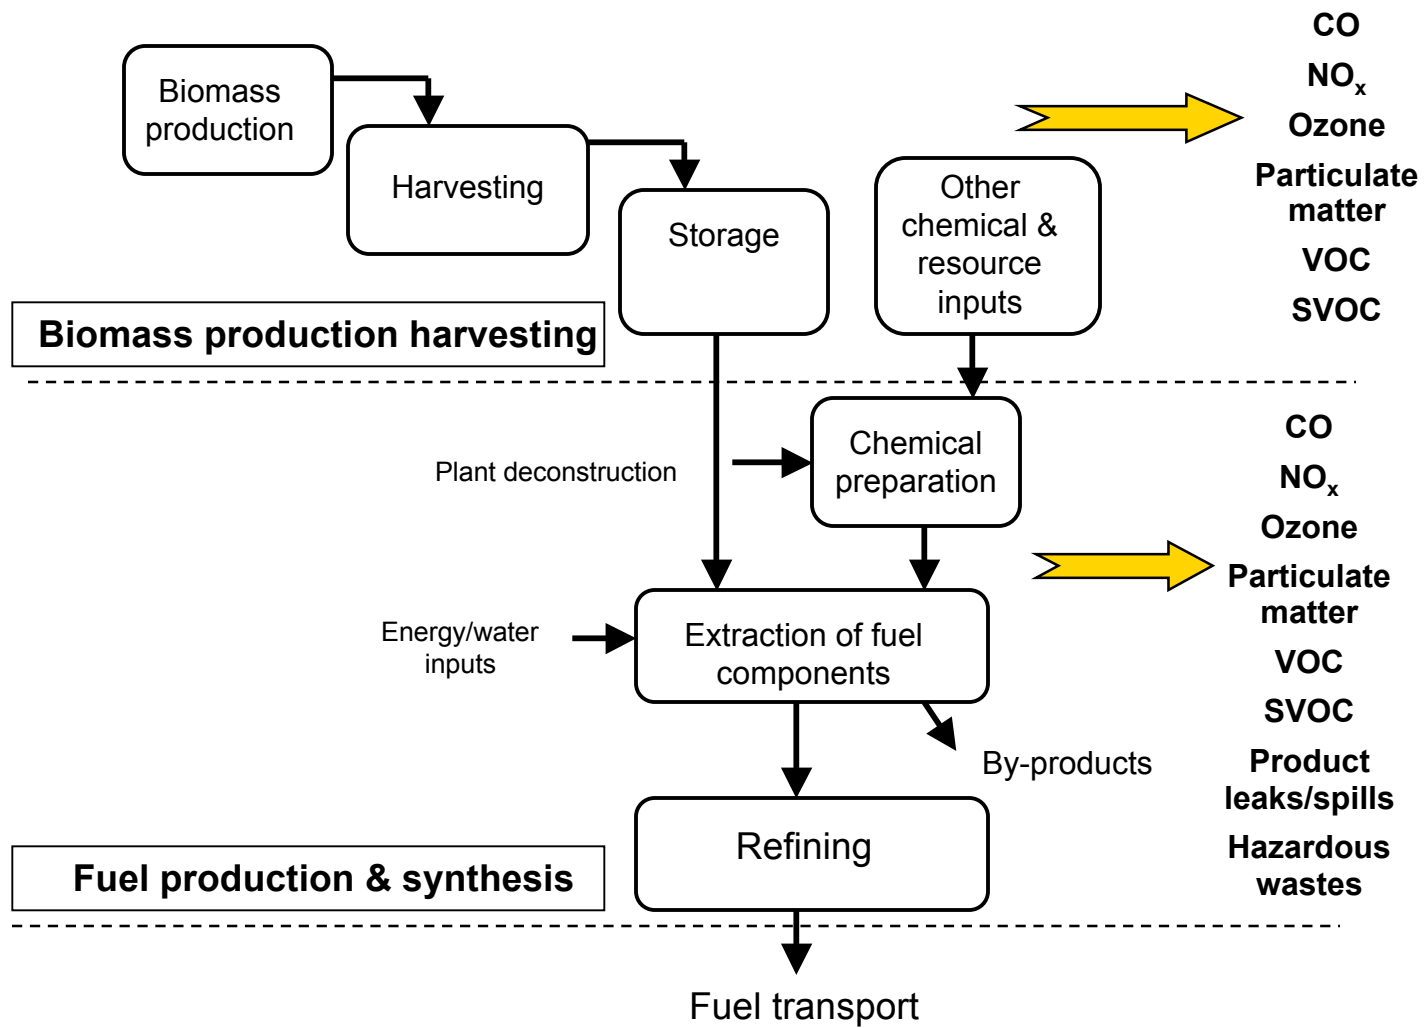 Biomass
production
Harvesting
Storage
Other
chemical &
resource
inputs
CO
NOx
Ozone
Particulate
matter
VOC
SVOC
Biomass production harvesting
Plant deconstruction
Chemical
preparation
Energy/water
inputs
Extraction of fuel
components
By-products
Refining
CO
NOx
Ozone
Particulate
matter
VOC
SVOC
Product
leaks/spills
Hazardous
wastes
Fuel production & synthesis
Fuel transport